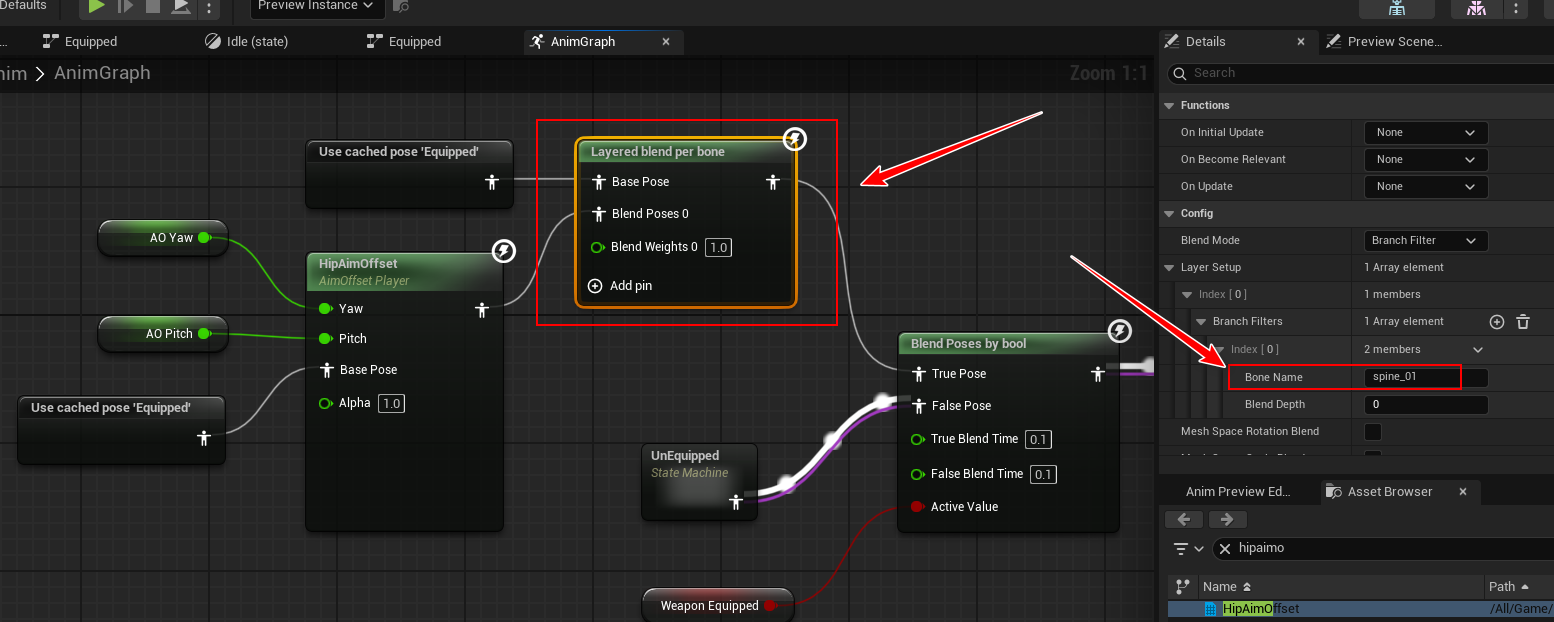 Defaults
Preview Instance
Equipped
Idle (state)
Equipped
AnimGraph
Details
Preview Scene...
nim > AnimGraph
Zoom 1:1
Search
Functions
On Initial Update
None
On Become Relevant
None
On Update
None
Config
Blend Mode
Branch Filter
Layer Setup
1 Array element
Index [ 0 ]
1 members
Branch Filters
1 Array element
Index [ 0 ]
2 members
Bone Name
spine_01
Blend Depth
0
Mesh Space Rotation Blend
Use cached pose 'Equipped'
Layered blend per bone
Base Pose
Blend Poses 0
Blend Weights 0 1.0
Add pin
AO Yaw
HipAimOffset
AimOffset Player
Yaw
Pitch
Base Pose
Alpha 1.0
AO Pitch
Use cached pose 'Equipped'
Blend Poses by bool
True Pose
False Pose
True Blend Time 0.1
False Blend Time 0.1
Active Value
UnEquipped
State Machine
Weapon Equipped
Anim Preview Ed...
Asset Browser
hipaimo
Name
Path
HipAimOffset
/All/Game/